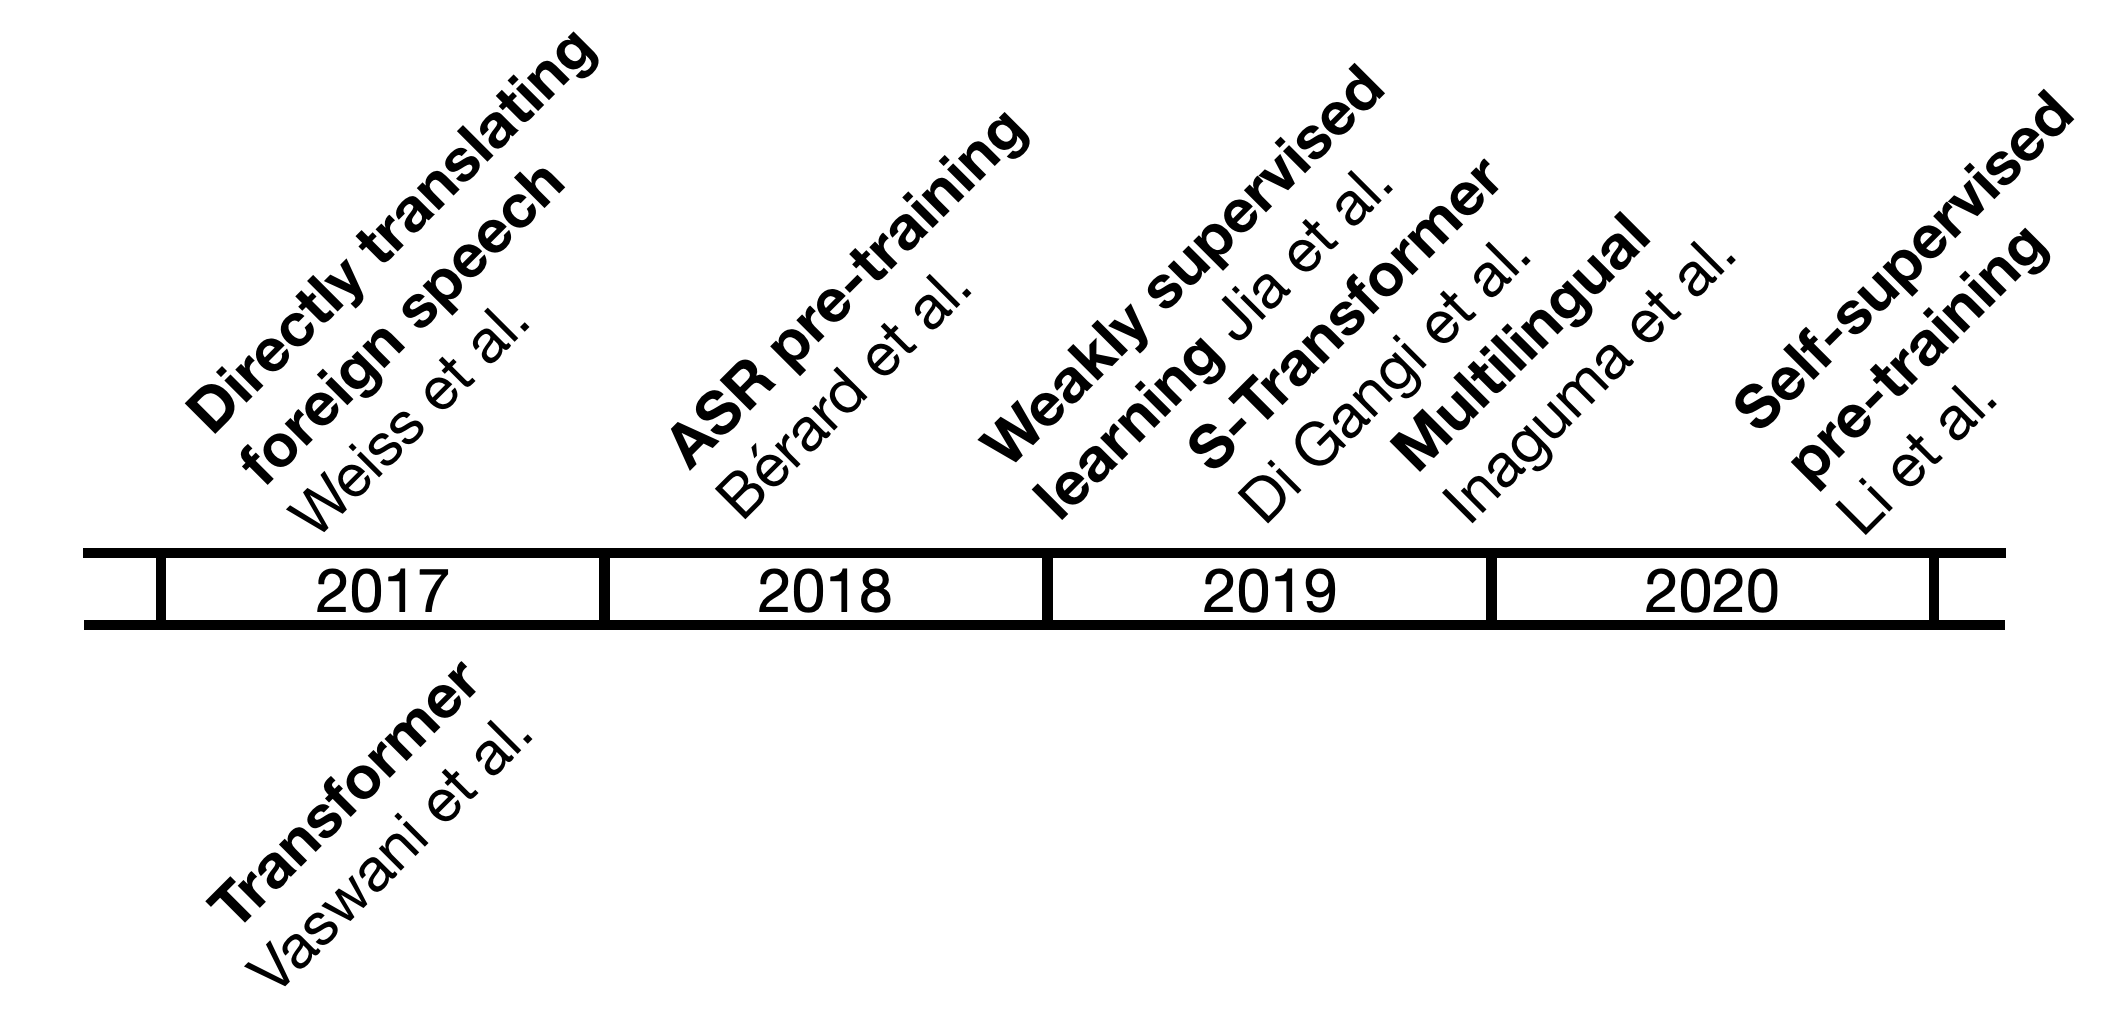 Directly translating
foreign speech
Weiss et al.
ASR pre-training
Bérard et al.
Weakly supervised
learning Jia et al.
S-Transformer
Di Gangi et al.
Multilingual
Inaguma et al.
Self-supervised
pre-training
Li et al.
2017 2018 2019 2020
Transformer
Vaswani et al.